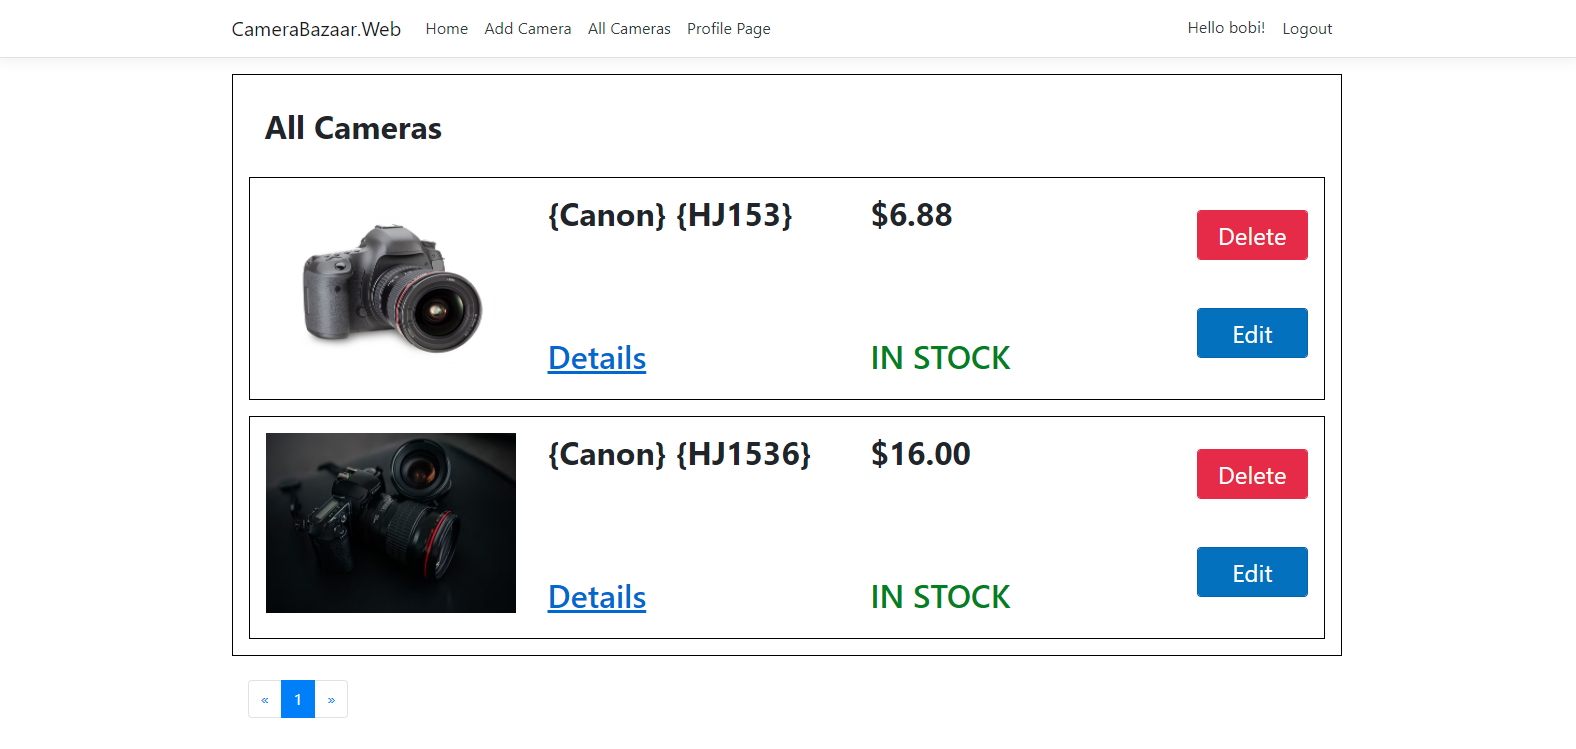 CameraBazaar.Web Home Add Camera All Cameras Profile Page Hello bobi! Logout
All Cameras
{Canon} {HJ153} $6.88
Delete
Edit
Details IN STOCK
{Canon} {HJ1536} $16.00
Delete
Edit
Details IN STOCK
« 1 »